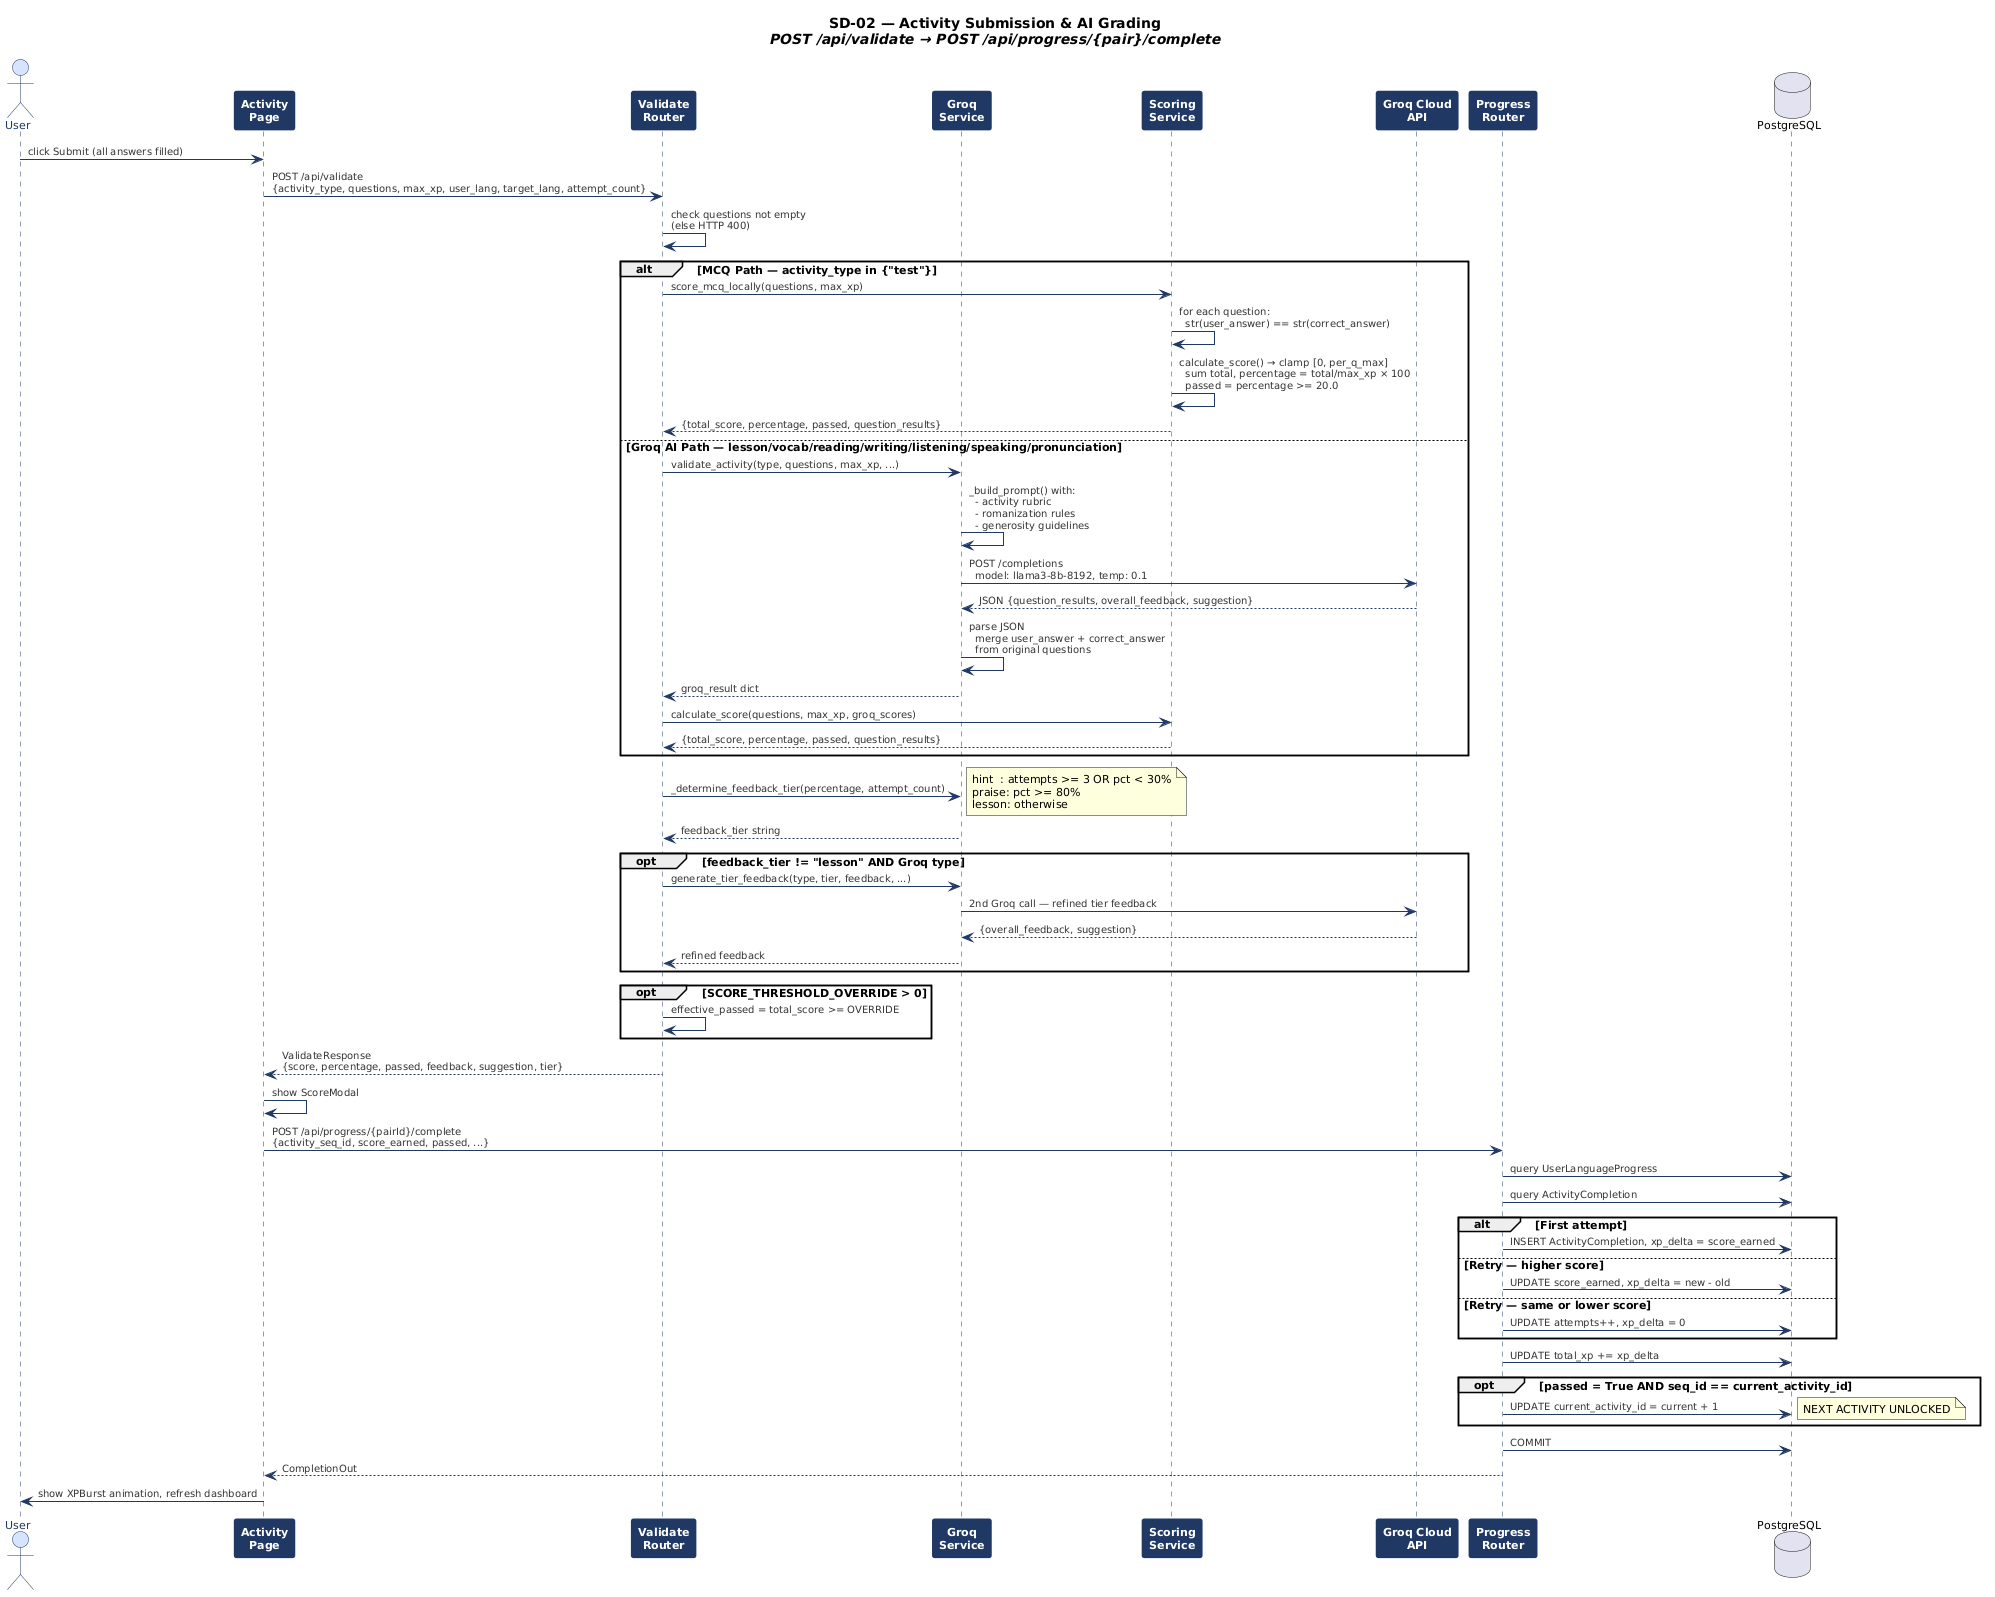 SD-02 — Activity Submission & AI Grading
POST /api/validate → POST /api/progress/{pair}/complete
User
Activity
Page
Validate
Router
Groq
Service
Scoring
Service
Groq Cloud
API
Progress
Router
PostgreSQL
click Submit (all answers filled)
POST /api/validate
{activity_type, questions, max_xp, user_lang, target_lang, attempt_count}
check questions not empty
(else HTTP 400)
alt [MCQ Path — activity_type in {"test"}]
score_mcq_locally(questions, max_xp)
for each question:
str(user_answer) == str(correct_answer)
calculate_score() → clamp [0, per_q_max]
sum total, percentage = total/max_xp × 100
passed = percentage >= 20.0
{total_score, percentage, passed, question_results}
[Groq AI Path — lesson/vocab/reading/writing/listening/speaking/pronunciation]
validate_activity(type, questions, max_xp, ...)
_build_prompt() with:
- activity rubric
- romanization rules
- generosity guidelines
POST /completions
model: llama3-8b-8192, temp: 0.1
JSON {question_results, overall_feedback, suggestion}
parse JSON
merge user_answer + correct_answer
from original questions
groq_result dict
calculate_score(questions, max_xp, groq_scores)
{total_score, percentage, passed, question_results}
_determine_feedback_tier(percentage, attempt_count)
hint : attempts >= 3 OR pct < 30%
praise: pct >= 80%
lesson: otherwise
feedback_tier string
opt [feedback_tier != "lesson" AND Groq type]
generate_tier_feedback(type, tier, feedback, ...)
2nd Groq call — refined tier feedback
{overall_feedback, suggestion}
refined feedback
opt [SCORE_THRESHOLD_OVERRIDE > 0]
effective_passed = total_score >= OVERRIDE
ValidateResponse
{score, percentage, passed, feedback, suggestion, tier}
show ScoreModal
POST /api/progress/{pairId}/complete
{activity_seq_id, score_earned, passed, ...}
query UserLanguageProgress
query ActivityCompletion
alt [First attempt]
INSERT ActivityCompletion, xp_delta = score_earned
[Retry — higher score]
UPDATE score_earned, xp_delta = new - old
[Retry — same or lower score]
UPDATE attempts++, xp_delta = 0
UPDATE total_xp += xp_delta
opt [passed = True AND seq_id == current_activity_id]
UPDATE current_activity_id = current + 1
NEXT ACTIVITY UNLOCKED
COMMIT
CompletionOut
show XPBurst animation, refresh dashboard
User
Activity
Page
Validate
Router
Groq
Service
Scoring
Service
Groq Cloud
API
Progress
Router
PostgreSQL